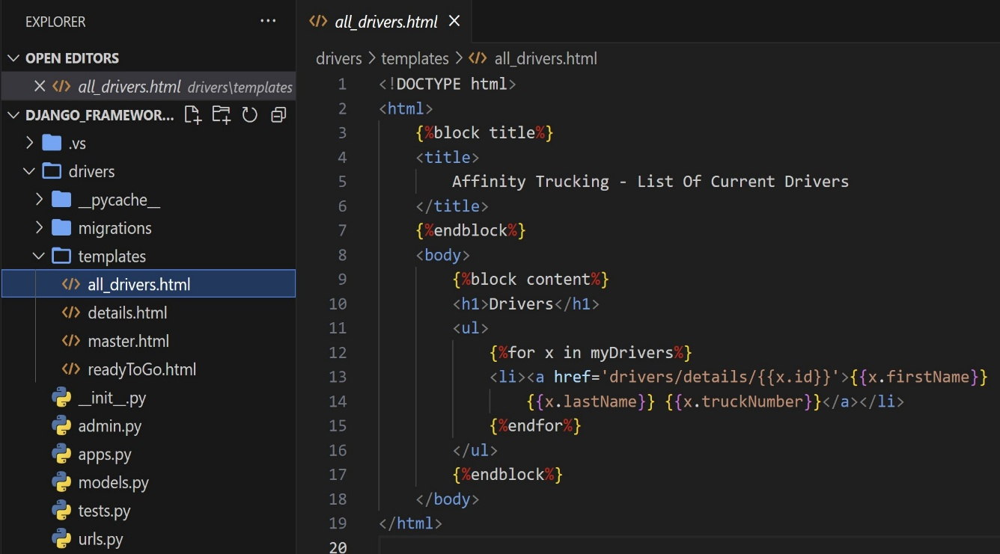 EXPLORER ...
OPEN EDITORS
all_drivers.html drivers\templates
DJANGO_FRAMEWOR...
.vs
drivers
__pycache__
migrations
templates
all_drivers.html
details.html
master.html
readyToGo.html
__init__.py
admin.py
apps.py
models.py
tests.py
urls.py
</> all_drivers.html X
drivers > templates > </> all_drivers.html
1 <!DOCTYPE html>
2 <html>
3 {%block title%}
4 <title>
5 Affinity Trucking - List Of Current Drivers
6 </title>
7 {%endblock%}
8 <body>
9 {%block content%}
10 <h1>Drivers</h1>
11 <ul>
12 {%for x in myDrivers%}
13 <li><a href='drivers/details/{{x.id}}'>{{x.firstName}}
14 {{x.lastName}} {{x.truckNumber}}</a></li>
15 {%endfor%}
16 </ul>
17 {%endblock%}
18 </body>
19 </html>
20